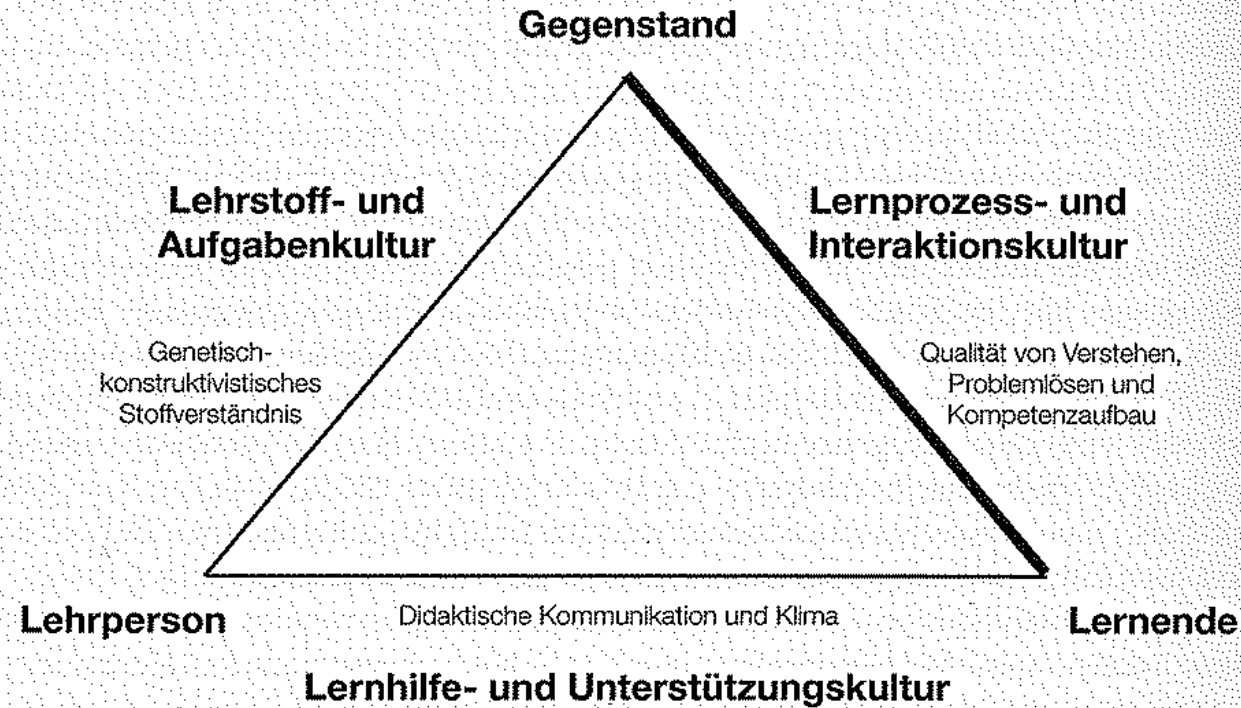 Gegenstand
Lehrstoff- und
Aufgabenkultur
Lernprozess- und
Interaktionskultur
Genetisch-
konstruktivistisches
Stoffverständnis
Qualität von Verstehen,
Problemlösen und
Kompetenzaufbau
Lehrperson
Didaktische Kommunikation und Klima
Lernende
Lernhilfe- und Unterstützungskultur